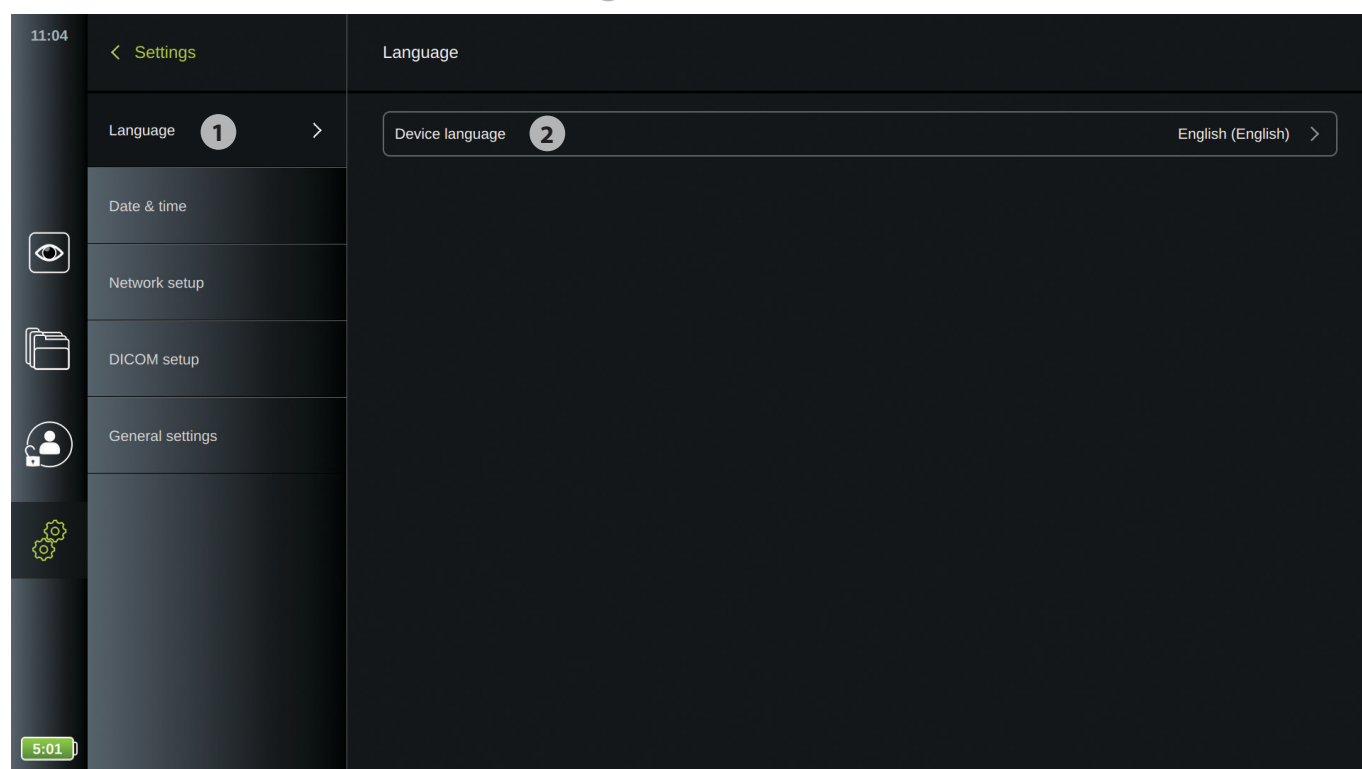 11:04
Settings
Language
Language 1
Device language 2 English (English)
Date & time
Network setup
DICOM setup
General settings
5:01